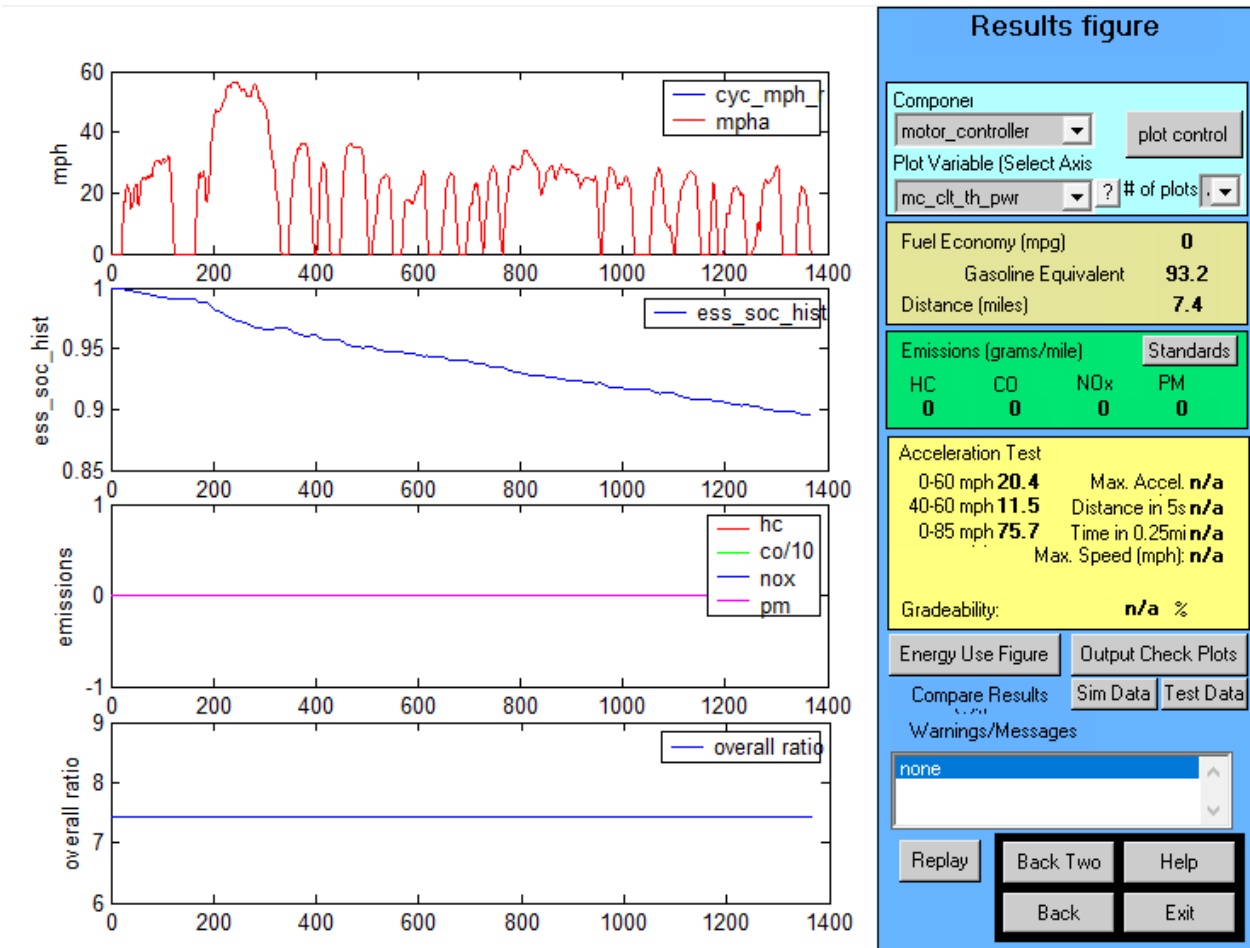 Results figure
60
40
20
0
mph
cyc_mph_r
mpha
0 200 400 600 800 1000 1200 1400
1
0.95
0.9
0.85
ess_soc_hist
ess_soc_hist
0 200 400 600 800 1000 1200 1400
1
0
-1
emissions
hc
co/10
nox
pm
0 200 400 600 800 1000 1200 1400
9
8
7
6
overall ratio
overall ratio
0 200 400 600 800 1000 1200 1400
Componei
motor_controller
plot control
Plot Variable (Select Axis
mc_clt_th_pwr
? # of plots
Fuel Economy (mpg) 0
Gasoline Equivalent 93.2
Distance (miles) 7.4
Emissions (grams/mile) Standards
HC CO NOx PM
0 0 0 0
Acceleration Test
0-60 mph 20.4 Max. Accel. n/a
40-60 mph 11.5 Distance in 5s n/a
0-85 mph 75.7 Time in 0.25mi n/a
Max. Speed (mph): n/a
Gradeability: n/a %
Energy Use Figure Output Check Plots
Compare Results Sim Data Test Data
Warnings/Messages
none
Replay Back Two Help
Back Exit